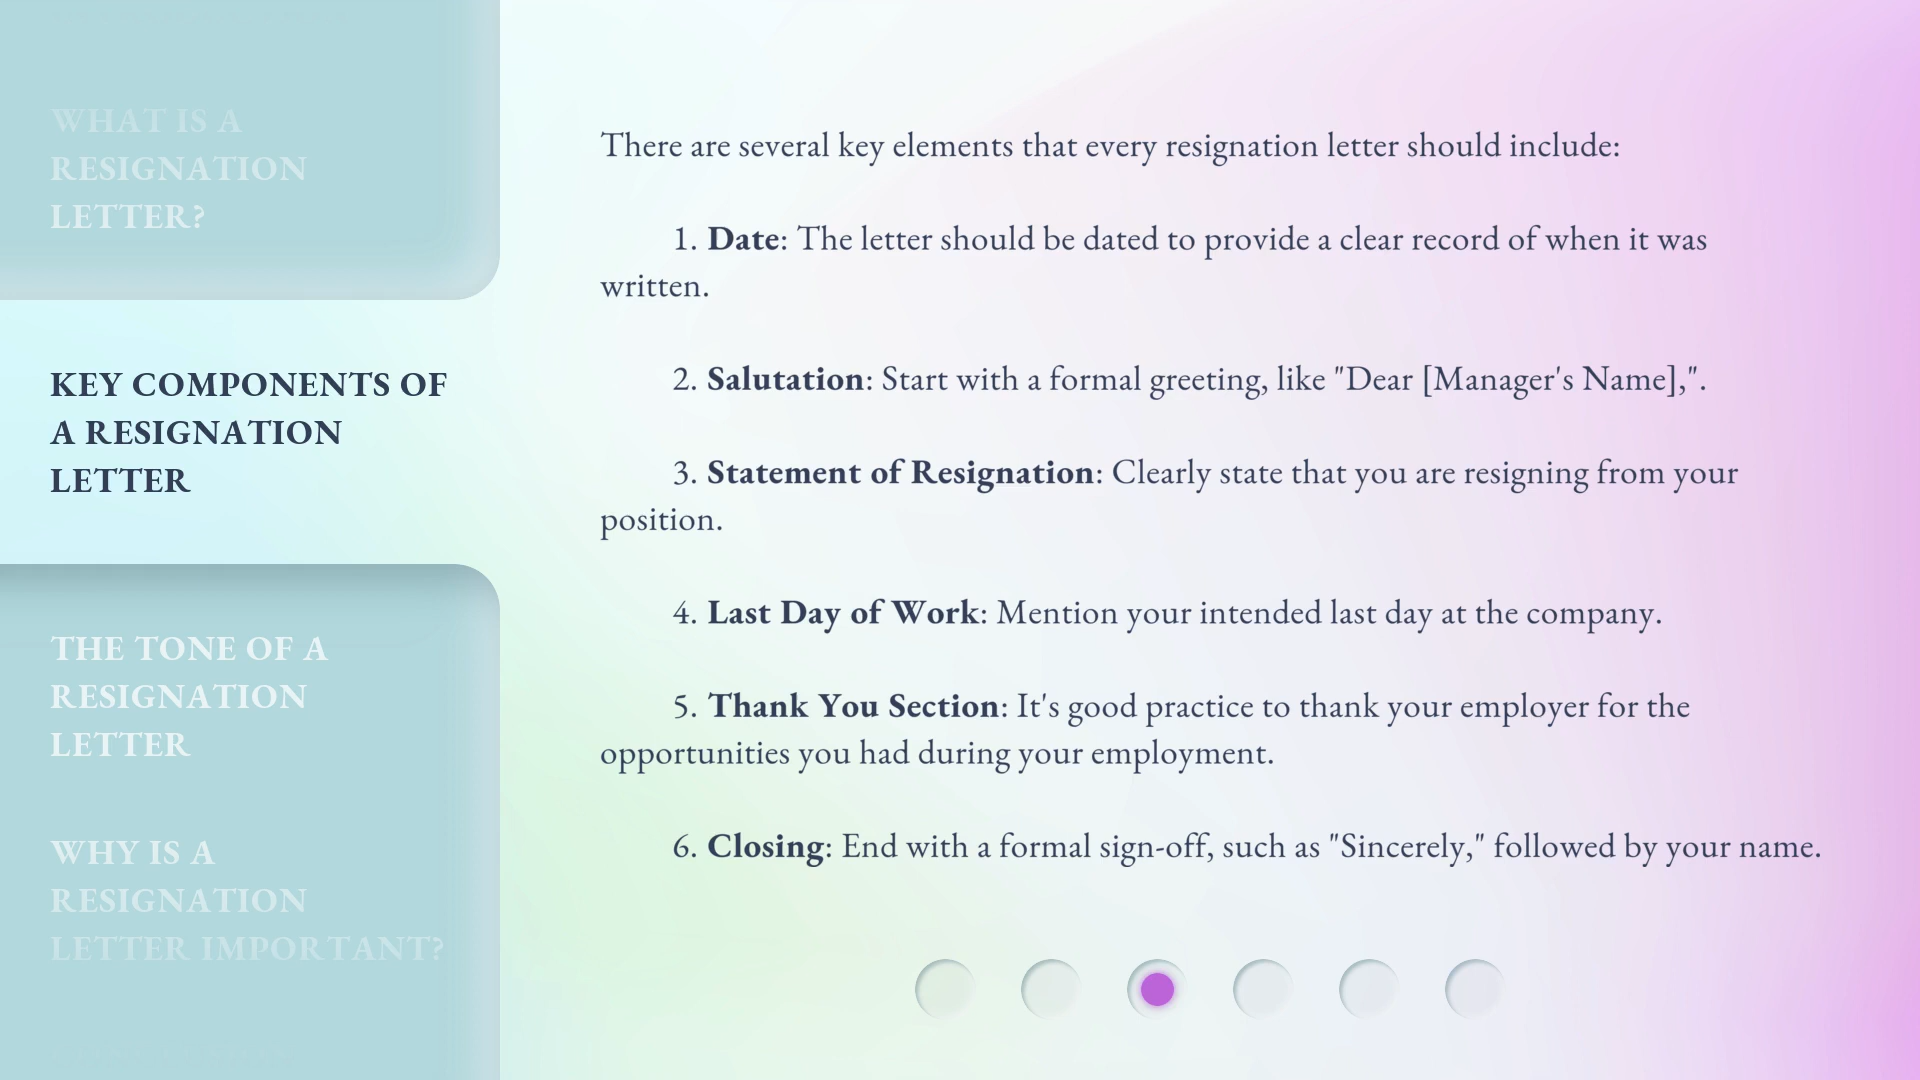 WHAT IS A
RESIGNATION
LETTER?
KEY COMPONENTS OF
A RESIGNATION
LETTER
THE TONE OF A
RESIGNATION
LETTER
WHY IS A
RESIGNATION
LETTER IMPORTANT?
There are several key elements that every resignation letter should include:
1. Date: The letter should be dated to provide a clear record of when it was
written.
2. Salutation: Start with a formal greeting, like "Dear [Manager's Name],".
3. Statement of Resignation: Clearly state that you are resigning from your
position.
4. Last Day of Work: Mention your intended last day at the company.
5. Thank You Section: It's good practice to thank your employer for the
opportunities you had during your employment.
6. Closing: End with a formal sign-off, such as "Sincerely," followed by your name.